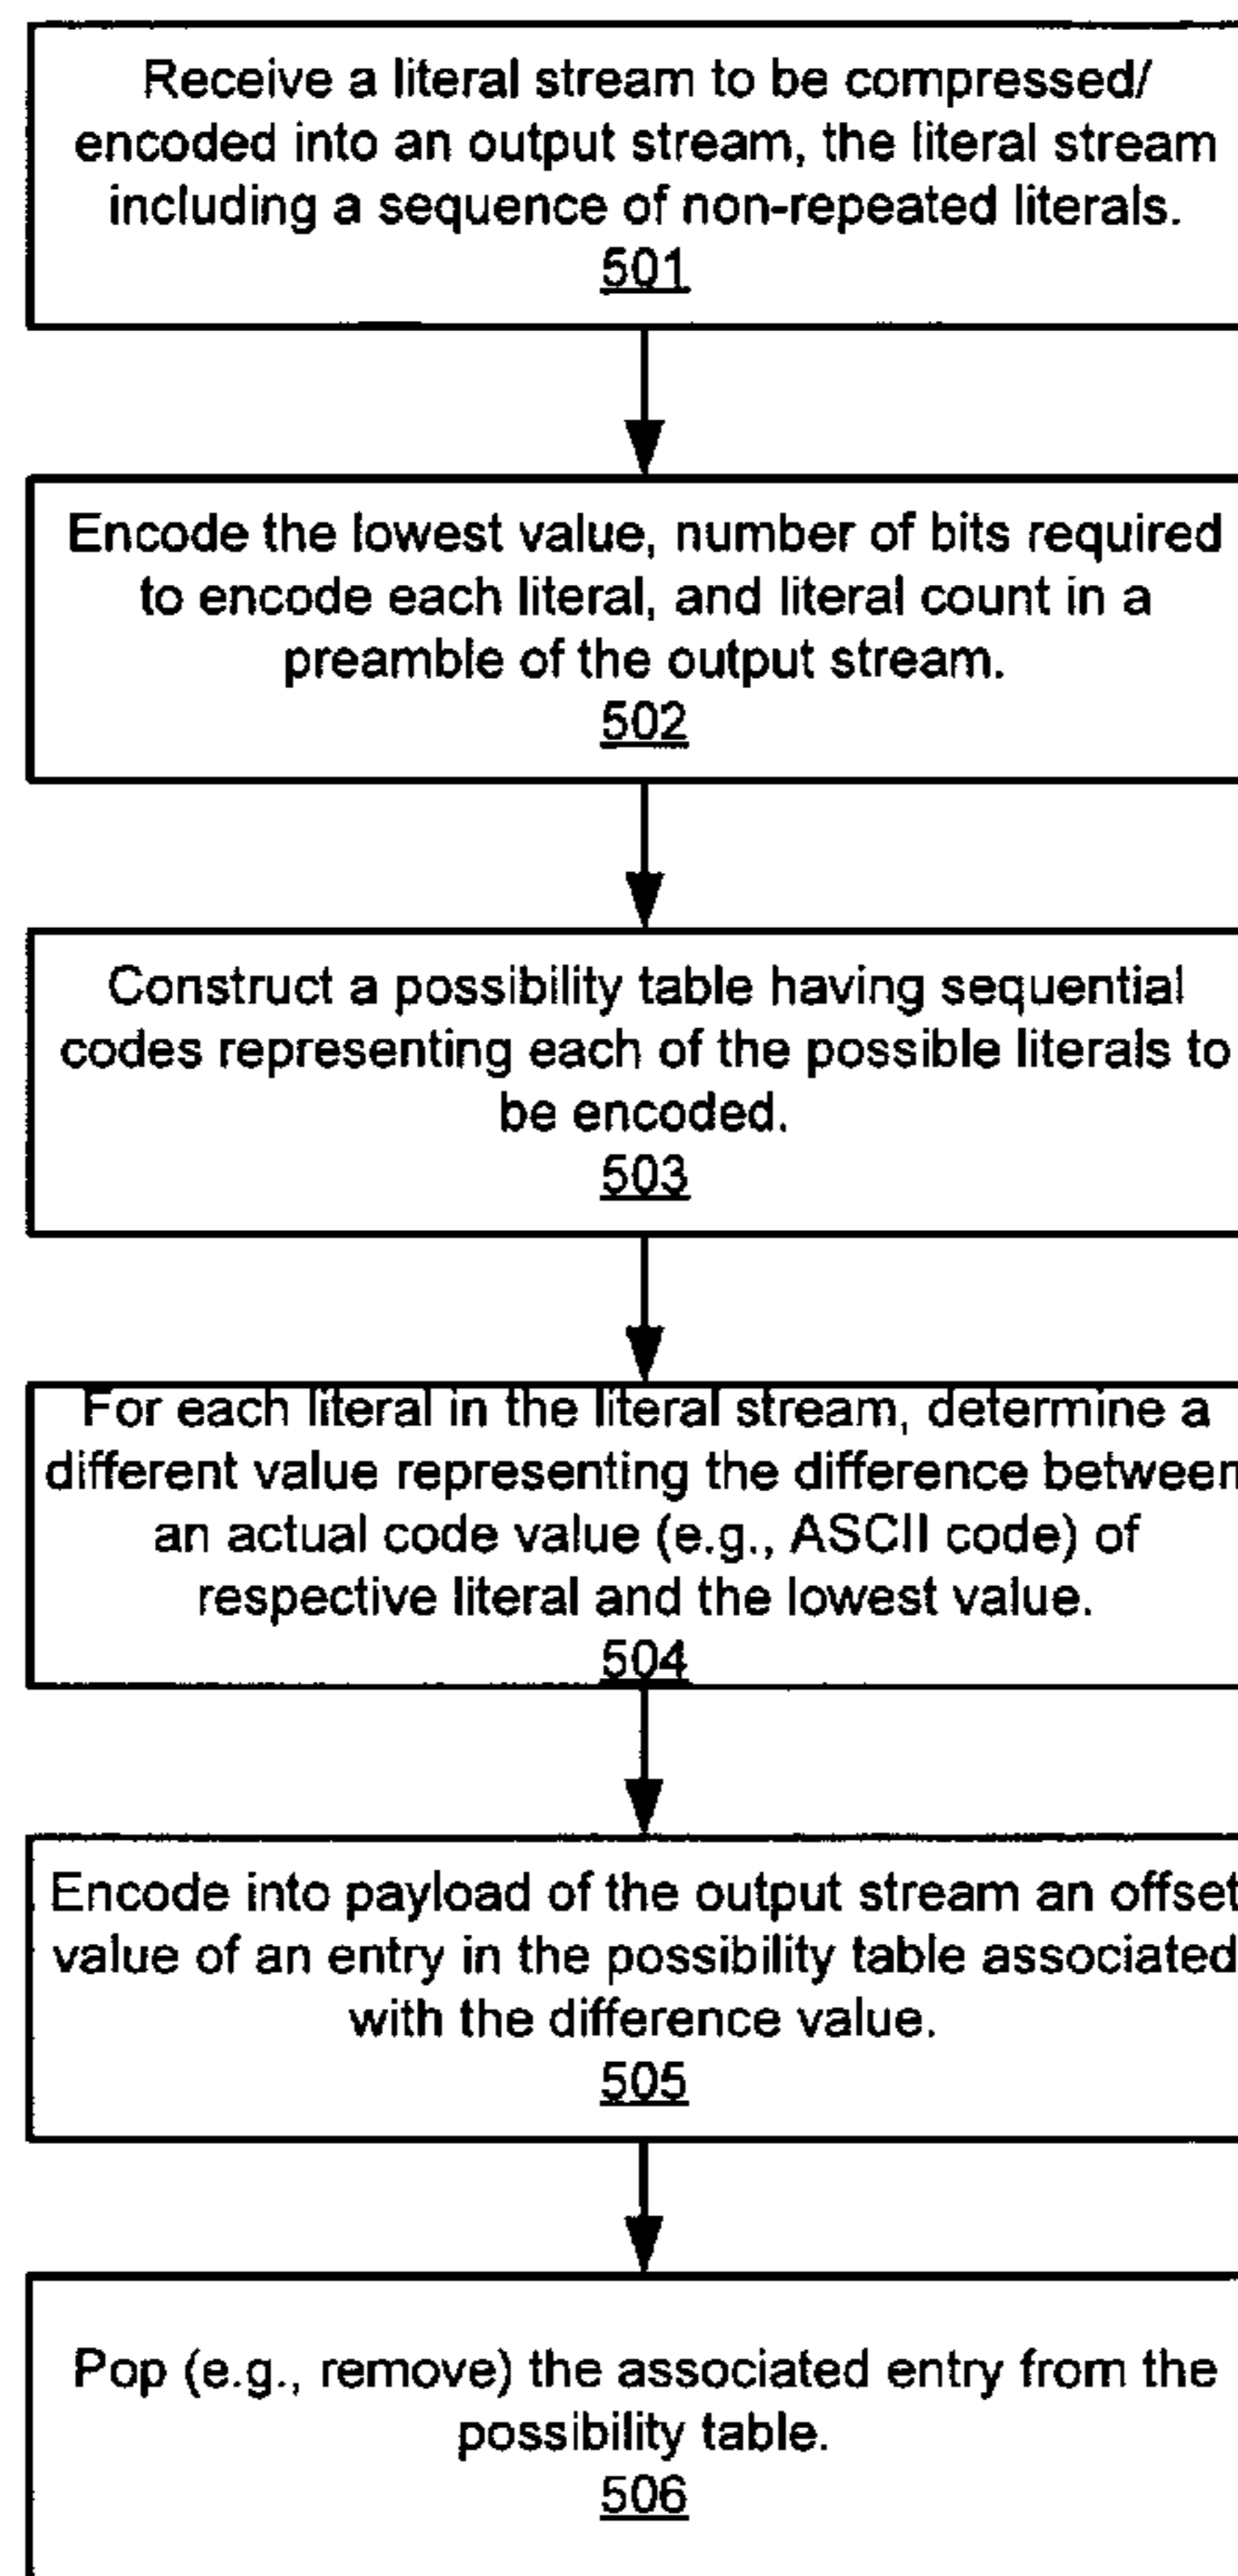 Receive a literal stream to be compressed/
encoded into an output stream, the literal stream
including a sequence of non-repeated literals.
501
Encode the lowest value, number of bits required
to encode each literal, and literal count in a
preamble of the output stream.
502
Construct a possibility table having sequential
codes representing each of the possible literals to
be encoded.
503
For each literal in the literal stream, determine a
different value representing the difference between
an actual code value (e.g., ASCII code) of
respective literal and the lowest value.
504
Encode into payload of the output stream an offset
value of an entry in the possibility table associated
with the difference value.
505
Pop (e.g., remove) the associated entry from the
possibility table.
506